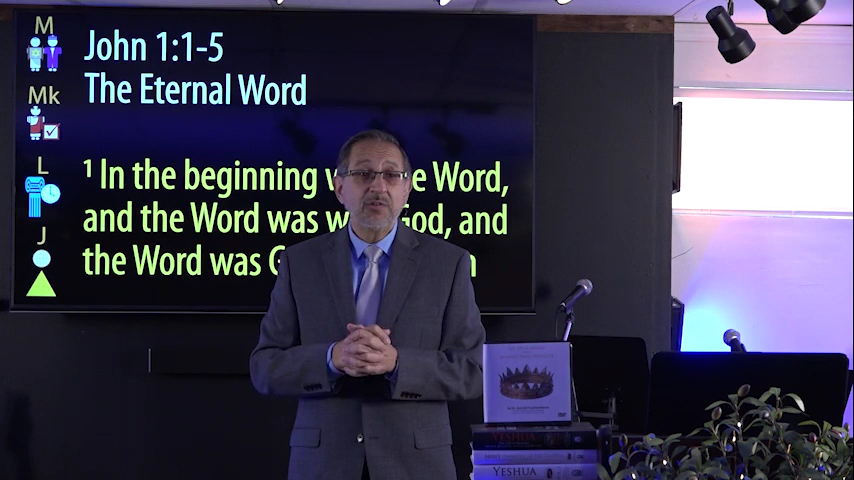 M
Mk
L
J
John 1:1-5
The Eternal Word
1 In the beginning w e Word,
and the Word was w God, and
the Word was G n
YESHUA
YESHUA
DVD